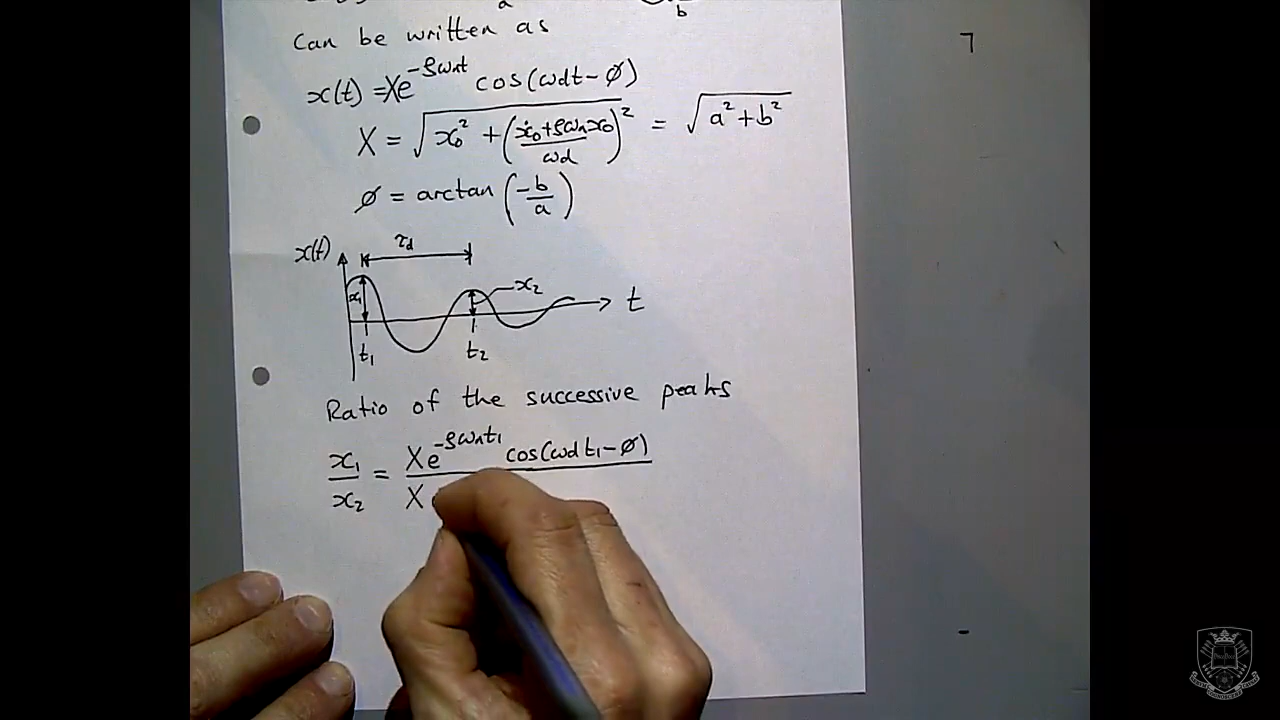 a
b
Can be written as
7
x(t) = Xe^{-ζωnt} cos(ωdt-ø)
X = √(x₀² + ((ẋ₀+ζωnx₀)/ωd)²) = √(a²+b²)
ø = arctan (-b/a)
x(t) τd
x₁ x₂
t
t₁ t₂
Ratio of the successive peaks
x₁/x₂ = Xe^{-ζωnt₁} cos(ωdt₁-ø)
X